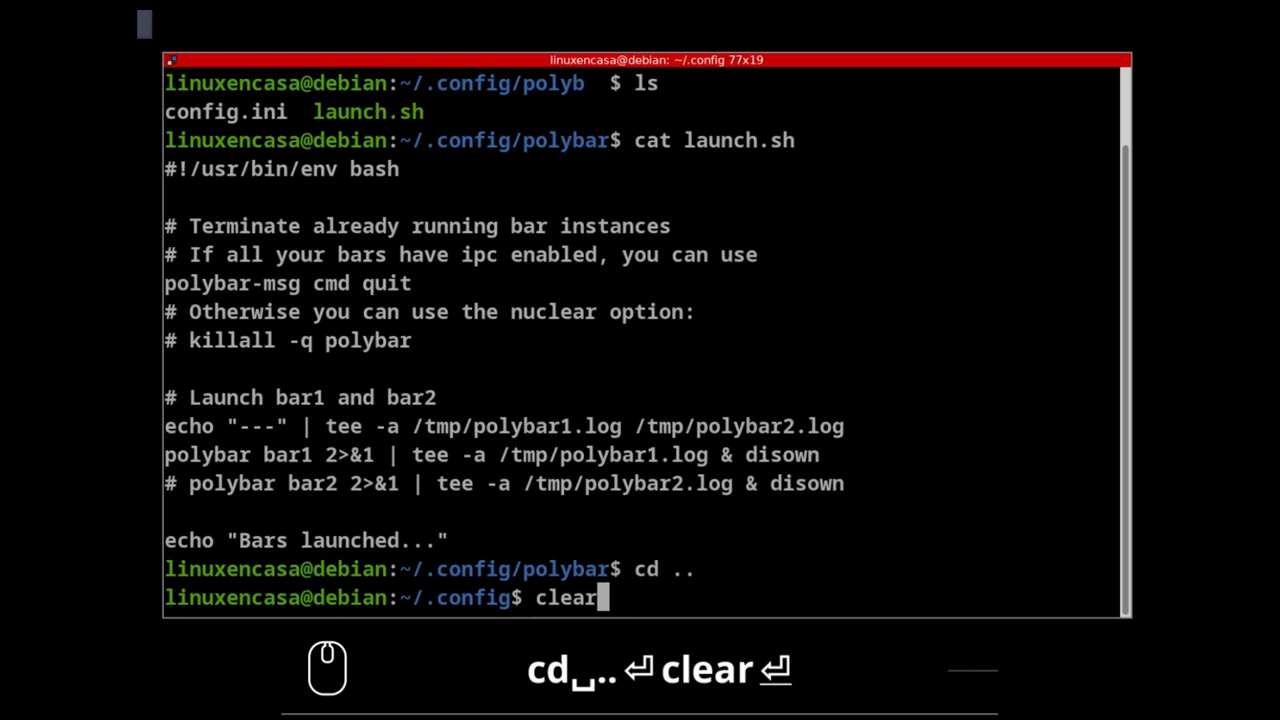 linuxencasa@debian: ~/.config 77x19
linuxencasa@debian:~/.config/polyb  $ ls
config.ini  launch.sh
linuxencasa@debian:~/.config/polybar$ cat launch.sh
#!/usr/bin/env bash
# Terminate already running bar instances
# If all your bars have ipc enabled, you can use
polybar-msg cmd quit
# Otherwise you can use the nuclear option:
# killall -q polybar
# Launch bar1 and bar2
echo "---" | tee -a /tmp/polybar1.log /tmp/polybar2.log
polybar bar1 2>&1 | tee -a /tmp/polybar1.log & disown
# polybar bar2 2>&1 | tee -a /tmp/polybar2.log & disown
echo "Bars launched..."
linuxencasa@debian:~/.config/polybar$ cd ..
linuxencasa@debian:~/.config$ clear
cd␣..⏎clear⏎